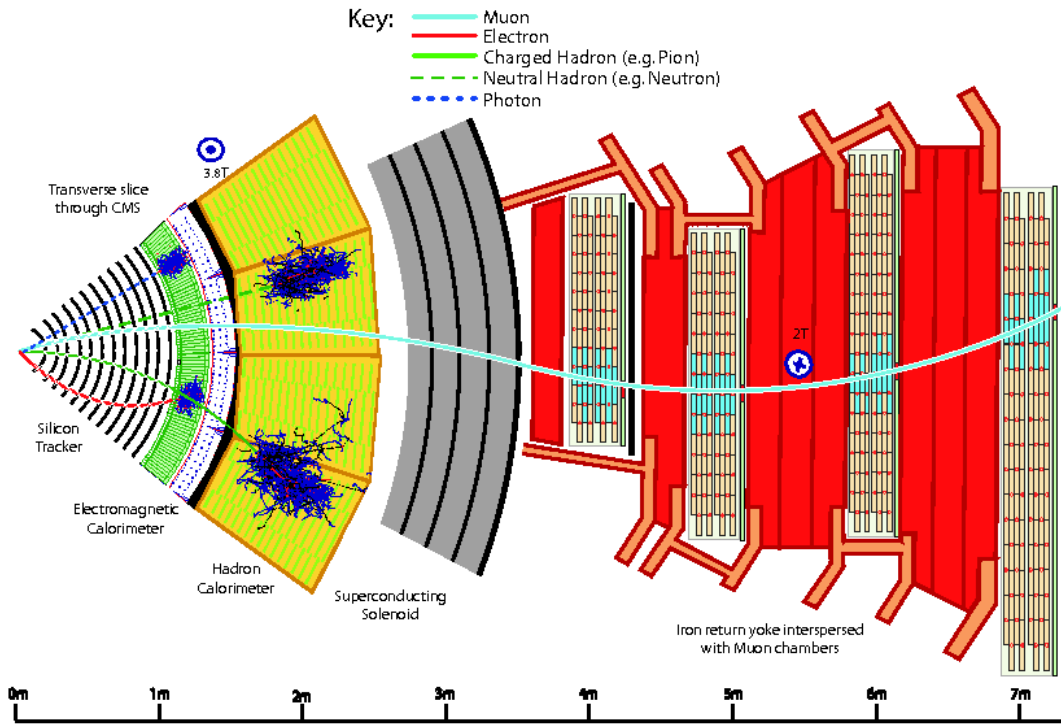 Key:
Muon
Electron
Charged Hadron (e.g. Pion)
Neutral Hadron (e.g. Neutron)
Photon
3.8T
Transverse slice
through CMS
2T
Silicon
Tracker
Electromagnetic
Calorimeter
Hadron
Calorimeter
Superconducting
Solenoid
Iron return yoke interspersed
with Muon chambers
0m 1m 2m 3m 4m 5m 6m 7m